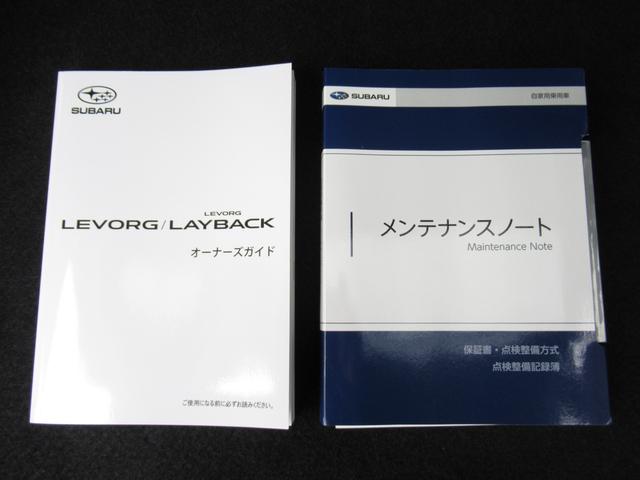 SUBARU
LEVORG
LEVORG/LAYBACK
オーナーズガイド
ご使用になる前に必ずお読みください。
SUBARU
自家用乗用車
メンテナンスノート
Maintenance Note
保証書・点検整備方式
点検整備記録簿